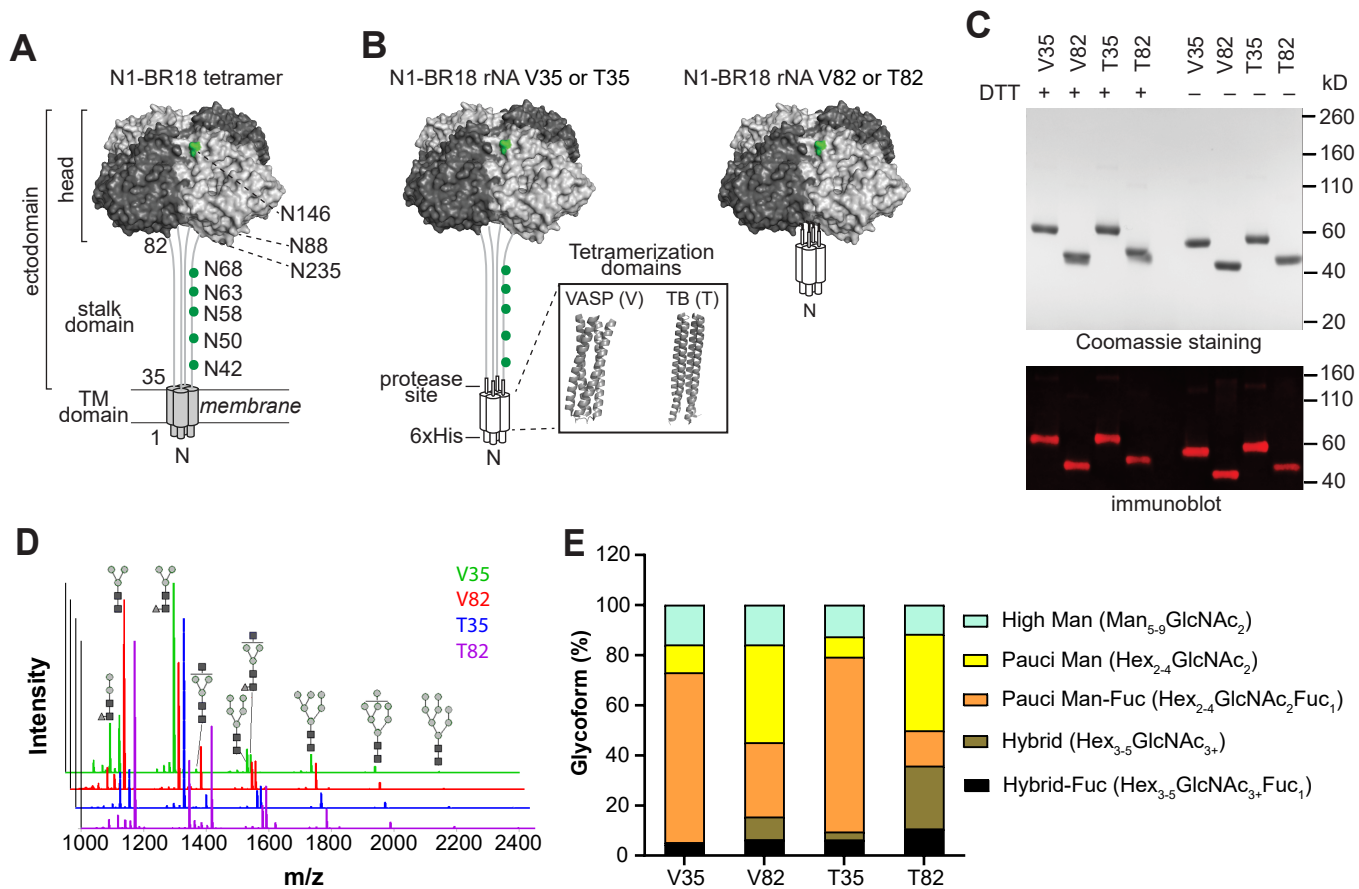 A
N1-BR18 tetramer
ectodomain
head
N146
N88
N235
82
N68
N63
N58
N50
N42
stalk
domain
35
TM
domain
membrane
1
N
B
N1-BR18 rNA V35 or T35
N1-BR18 rNA V82 or T82
Tetramerization
domains
VASP (V)
TB (T)
protease
site
6xHis
N
N
C
V35 V82 T35 T82 V35 V82 T35 T82
DTT + + + + – – – –
kD
260
160
110
60
40
20
Coomassie staining
160
110
60
40
immunoblot
D
Intensity
V35
V82
T35
T82
1000 1200 1400 1600 1800 2000 2200 2400
m/z
E
Glycoform (%)
120
100
80
60
40
20
0
V35 V82 T35 T82
High Man (Man5-9GlcNAc2)
Pauci Man (Hex2-4GlcNAc2)
Pauci Man-Fuc (Hex2-4GlcNAc2Fuc1)
Hybrid (Hex3-5GlcNAc3+)
Hybrid-Fuc (Hex3-5GlcNAc3+Fuc1)